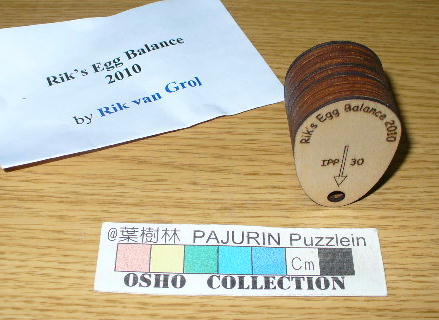 Rik's Egg Balance
2010
by Rik van Grol
Rik's Egg Balance 2010
IPP 30
@葉樹林 PAJURIN Puzzlein
Cm
OSHO COLLECTION